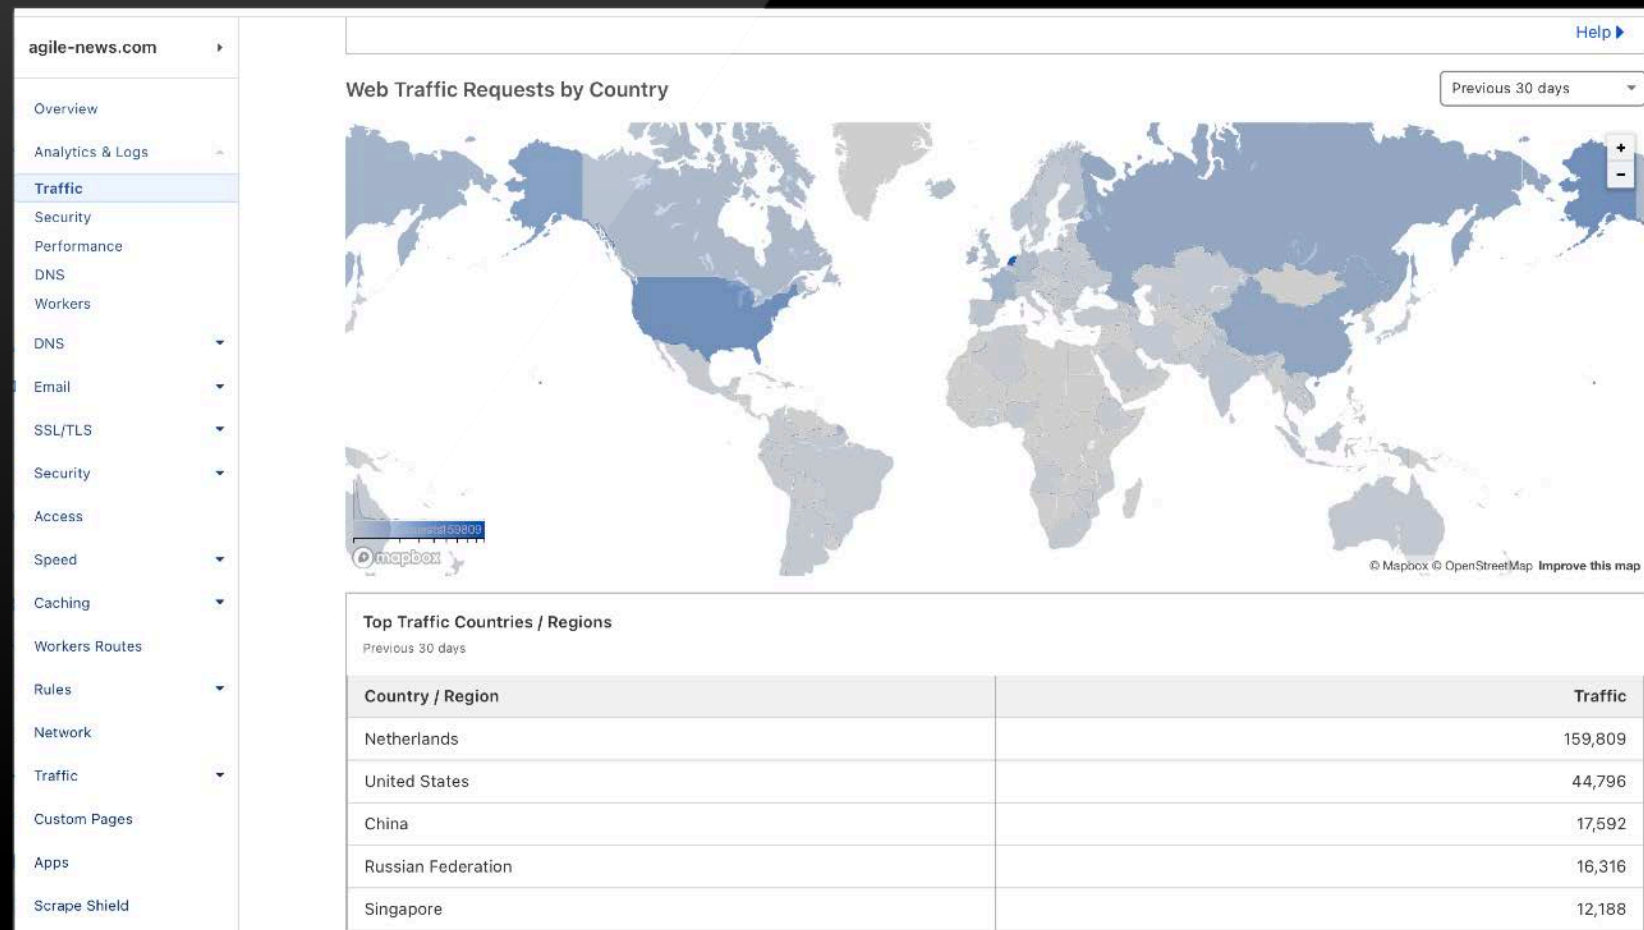 agile-news.com
Overview
Analytics & Logs
Traffic
Security
Performance
DNS
Workers
DNS
Email
SSL/TLS
Security
Access
Speed
Caching
Workers Routes
Rules
Network
Traffic
Custom Pages
Apps
Scrape Shield
Help
Web Traffic Requests by Country
Previous 30 days
+
-
159809
mapbox
© Mapbox © OpenStreetMap Improve this map
Top Traffic Countries / Regions
Previous 30 days
Country / Region Traffic
Netherlands 159,809
United States 44,796
China 17,592
Russian Federation 16,316
Singapore 12,188